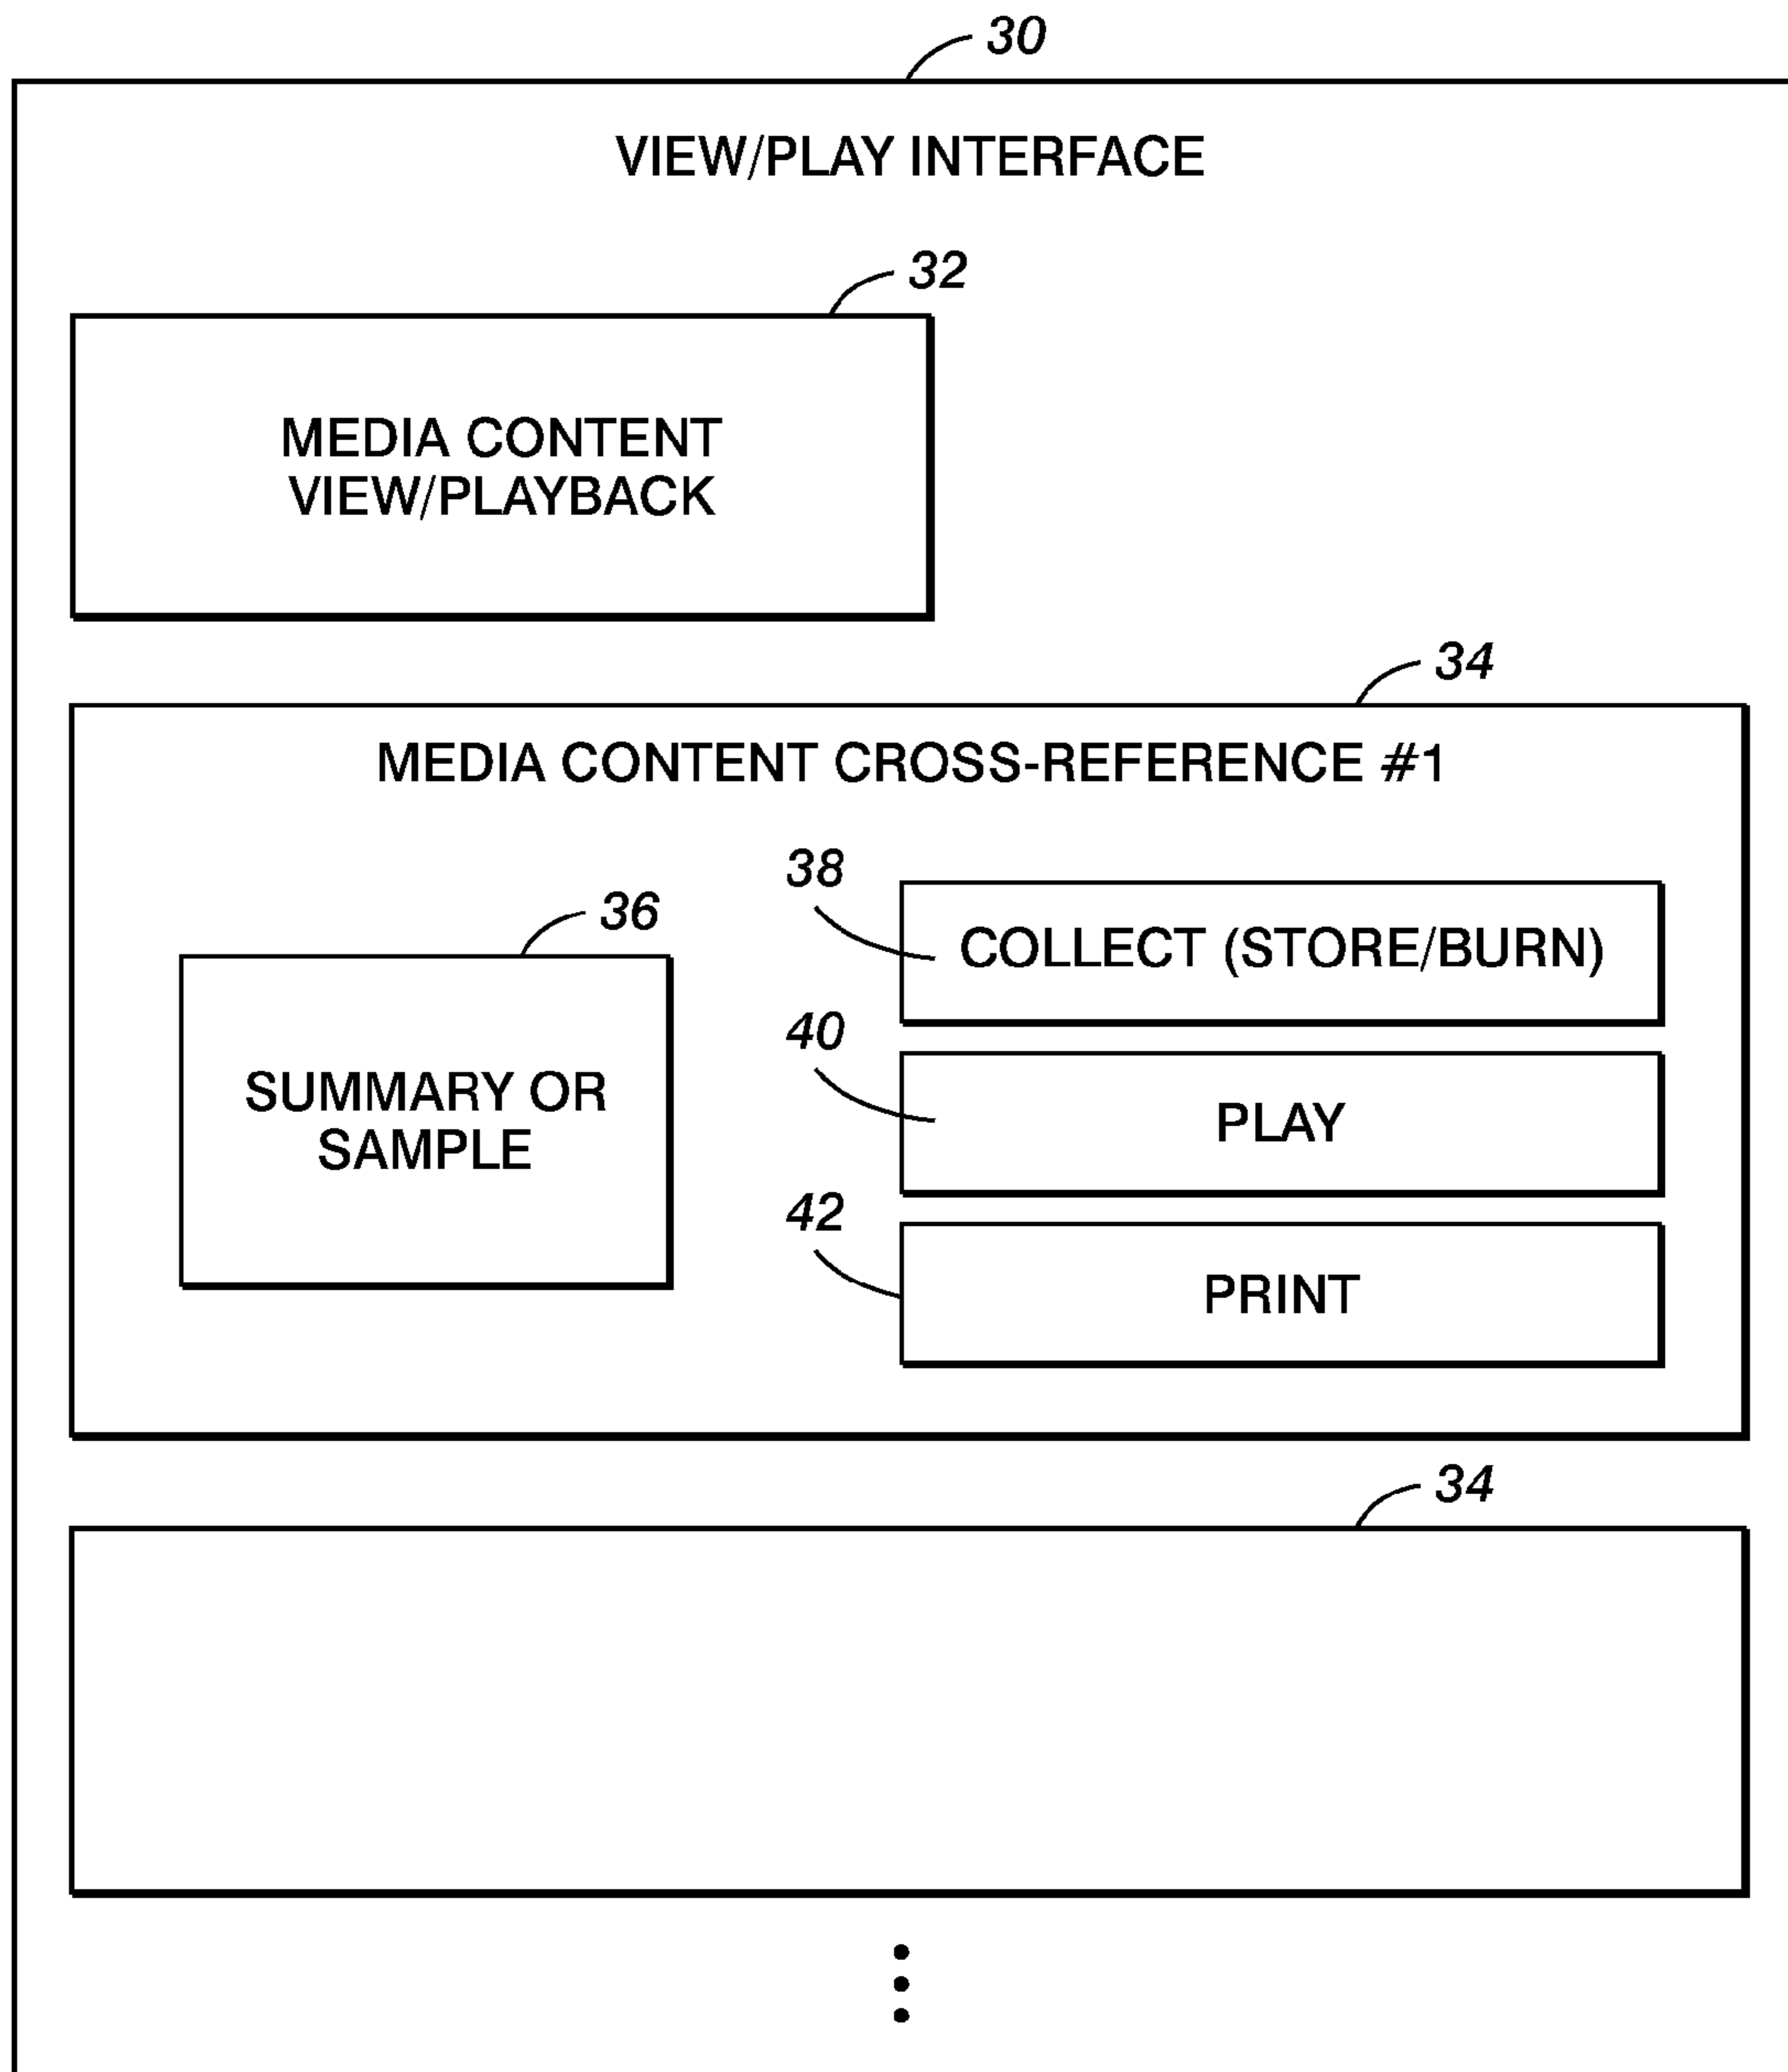 30
VIEW/PLAY INTERFACE
32
MEDIA CONTENT
VIEW/PLAYBACK
34
MEDIA CONTENT CROSS-REFERENCE #1
36
SUMMARY OR
SAMPLE
38
COLLECT (STORE/BURN)
40
PLAY
42
PRINT
34